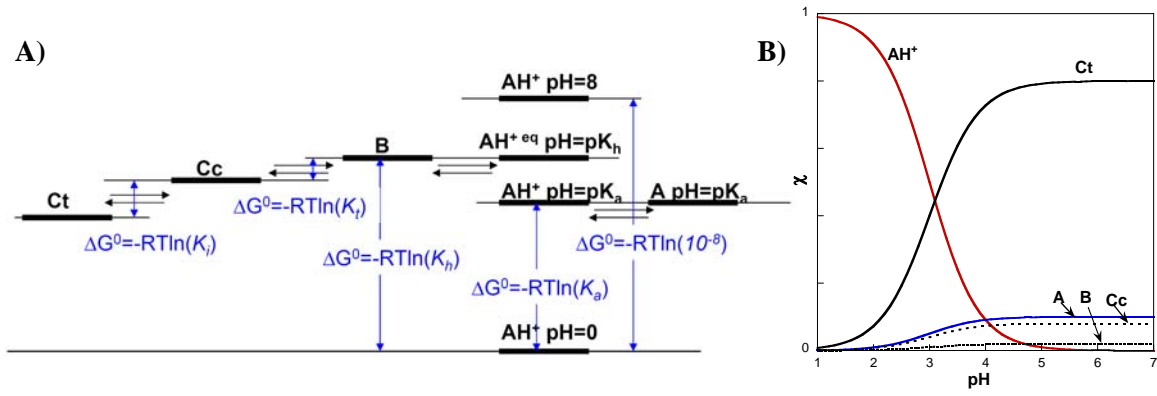 A)
AH⁺ pH=8
B
AH⁺ ᵉq pH=pKₕ
Cc
Ct
AH⁺ pH=pKₐ
A pH=pKₐ
ΔG⁰=-RTln(Kₜ)
ΔG⁰=-RTln(Kᵢ)
ΔG⁰=-RTln(10⁻⁸)
ΔG⁰=-RTln(Kₕ)
ΔG⁰=-RTln(Kₐ)
AH⁺ pH=0
B)
1
AH⁺
Ct
χ
A
B
Cc
0
1 2 3 4 5 6 7
pH